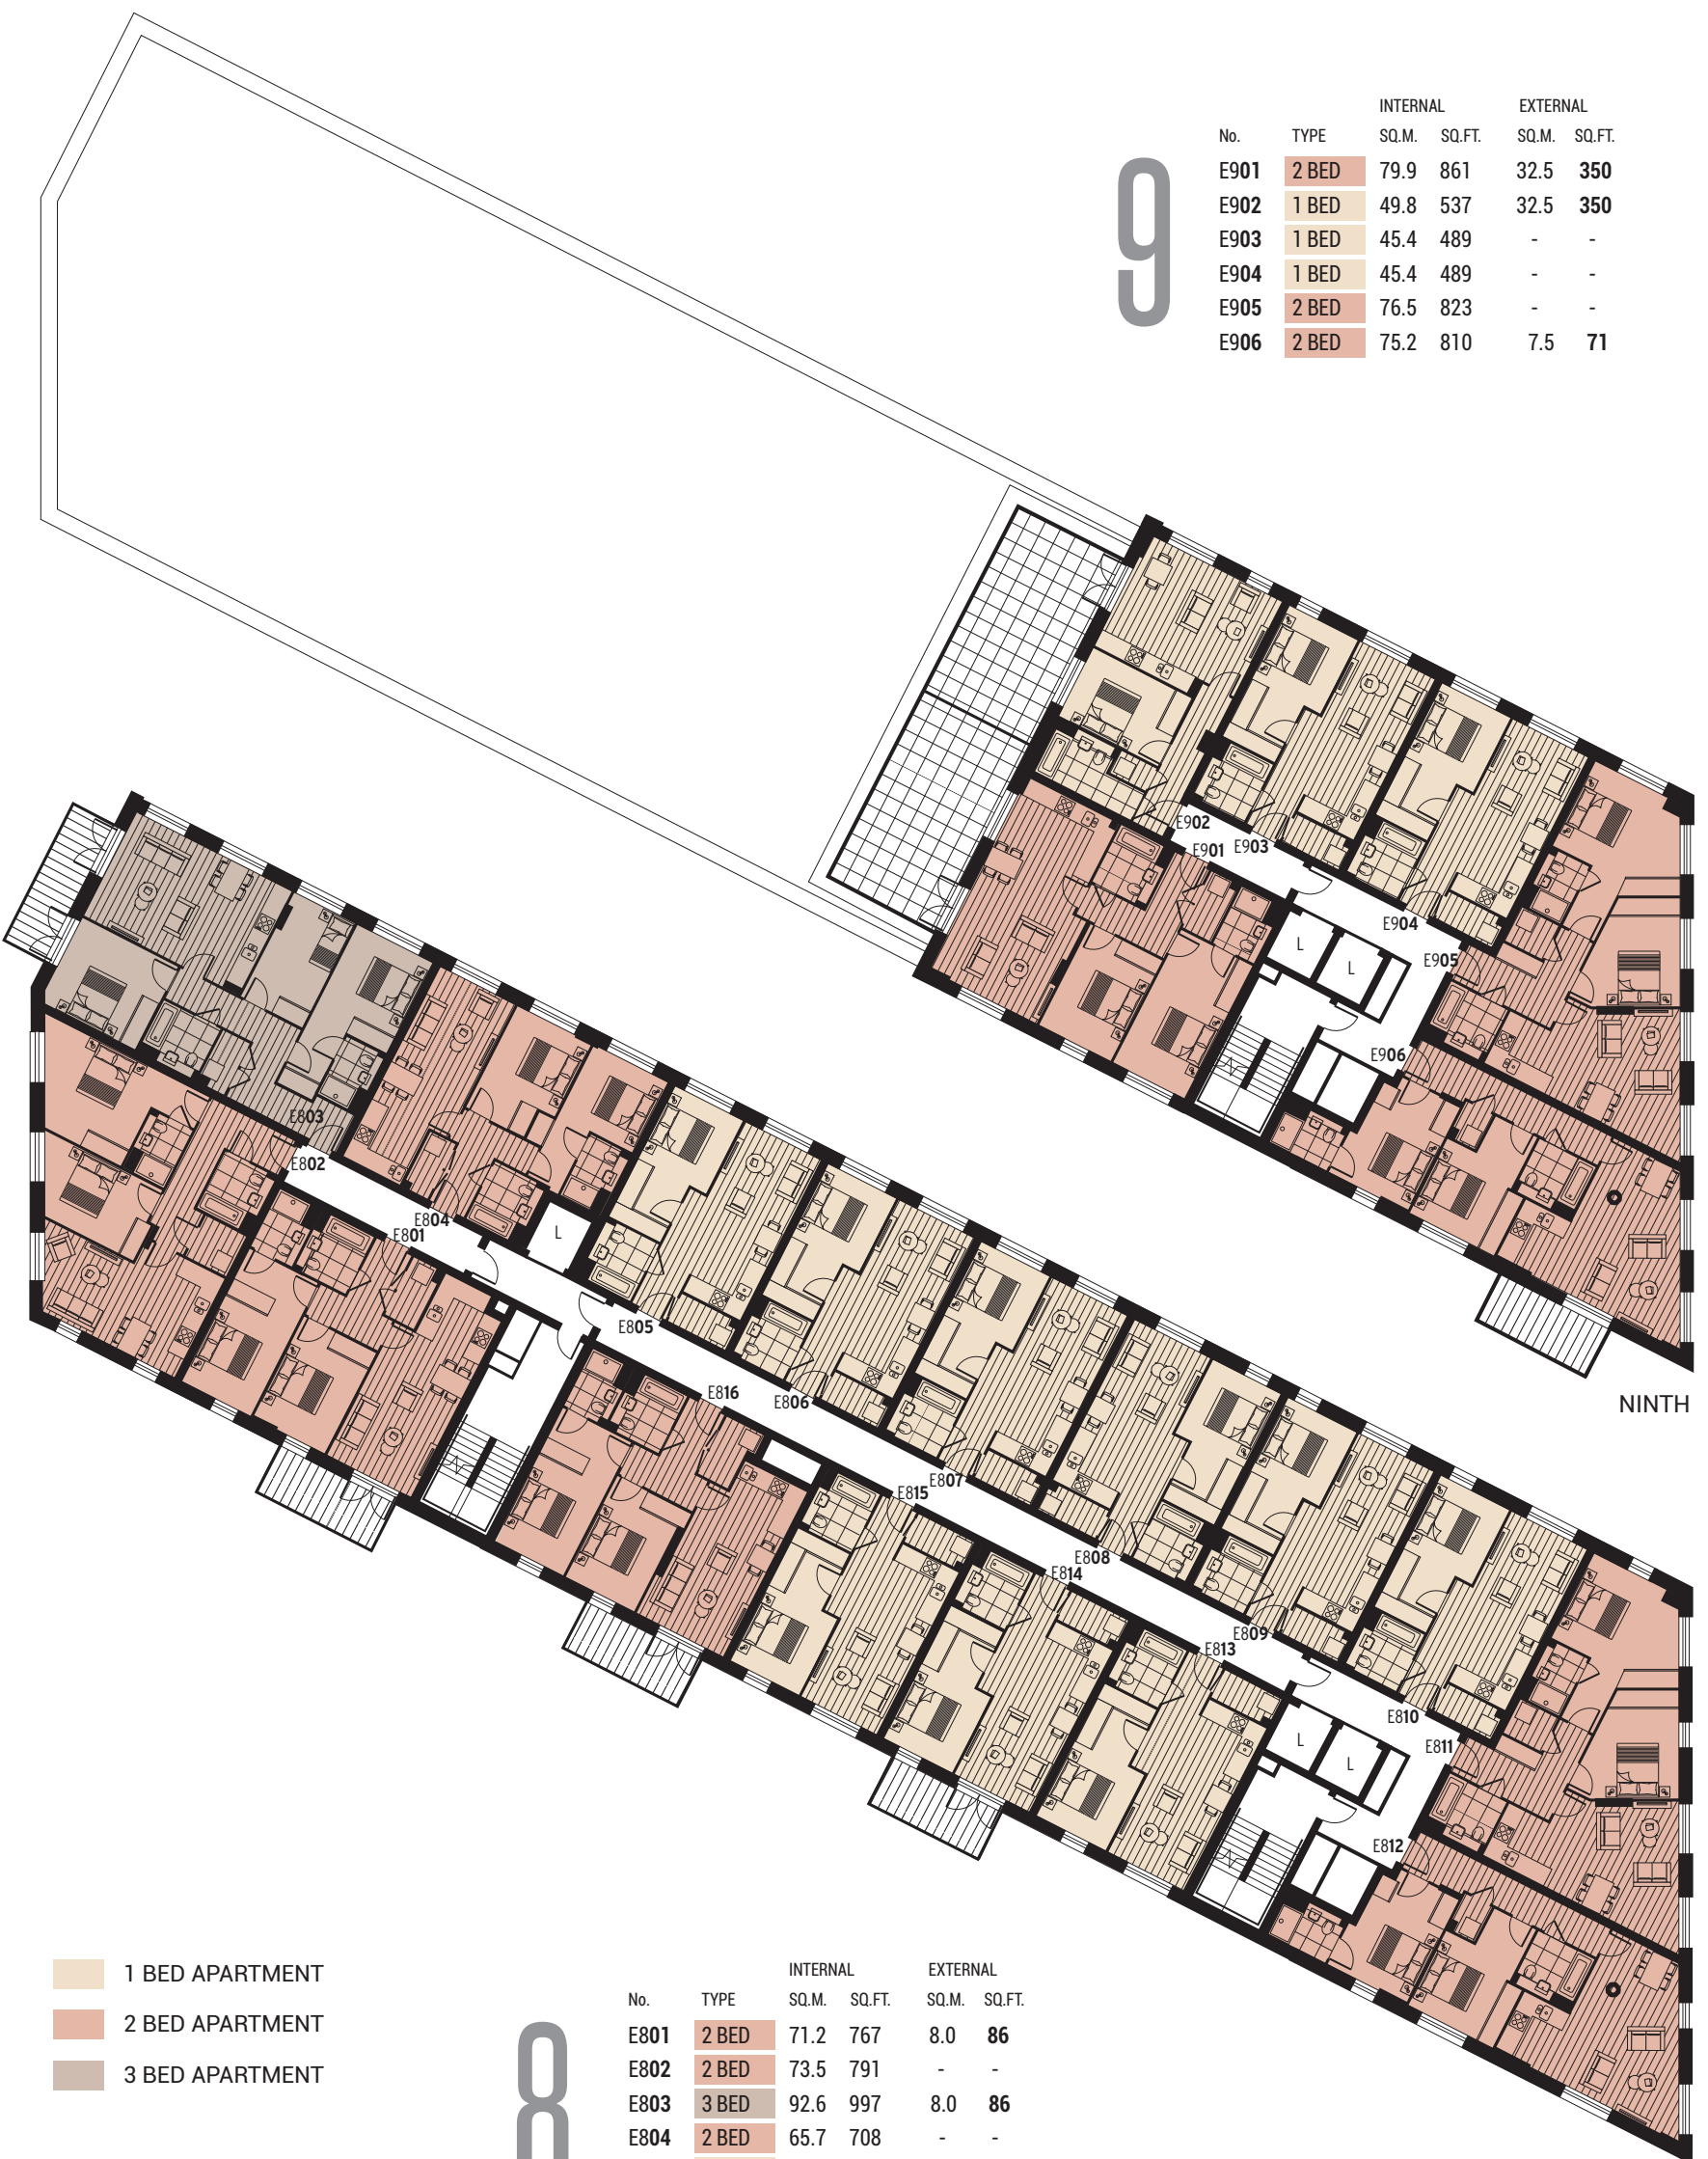 INTERNAL EXTERNAL
No. TYPE SQ.M. SQ.FT. SQ.M. SQ.FT.
9
E901 2 BED 79.9 861 32.5 350
E902 1 BED 49.8 537 32.5 350
E903 1 BED 45.4 489 - -
E904 1 BED 45.4 489 - -
E905 2 BED 76.5 823 - -
E906 2 BED 75.2 810 7.5 71
E902
E901
E903
E904
L
L
E905
E906
NINTH
E803
E802
E804
E801
L
E805
E806
E816
E807
E815
E808
E814
E809
E813
E810
L
L
E811
E812
1 BED APARTMENT
2 BED APARTMENT
3 BED APARTMENT
8
INTERNAL EXTERNAL
No. TYPE SQ.M. SQ.FT. SQ.M. SQ.FT.
E801 2 BED 71.2 767 8.0 86
E802 2 BED 73.5 791 - -
E803 3 BED 92.6 997 8.0 86
E804 2 BED 65.7 708 - -